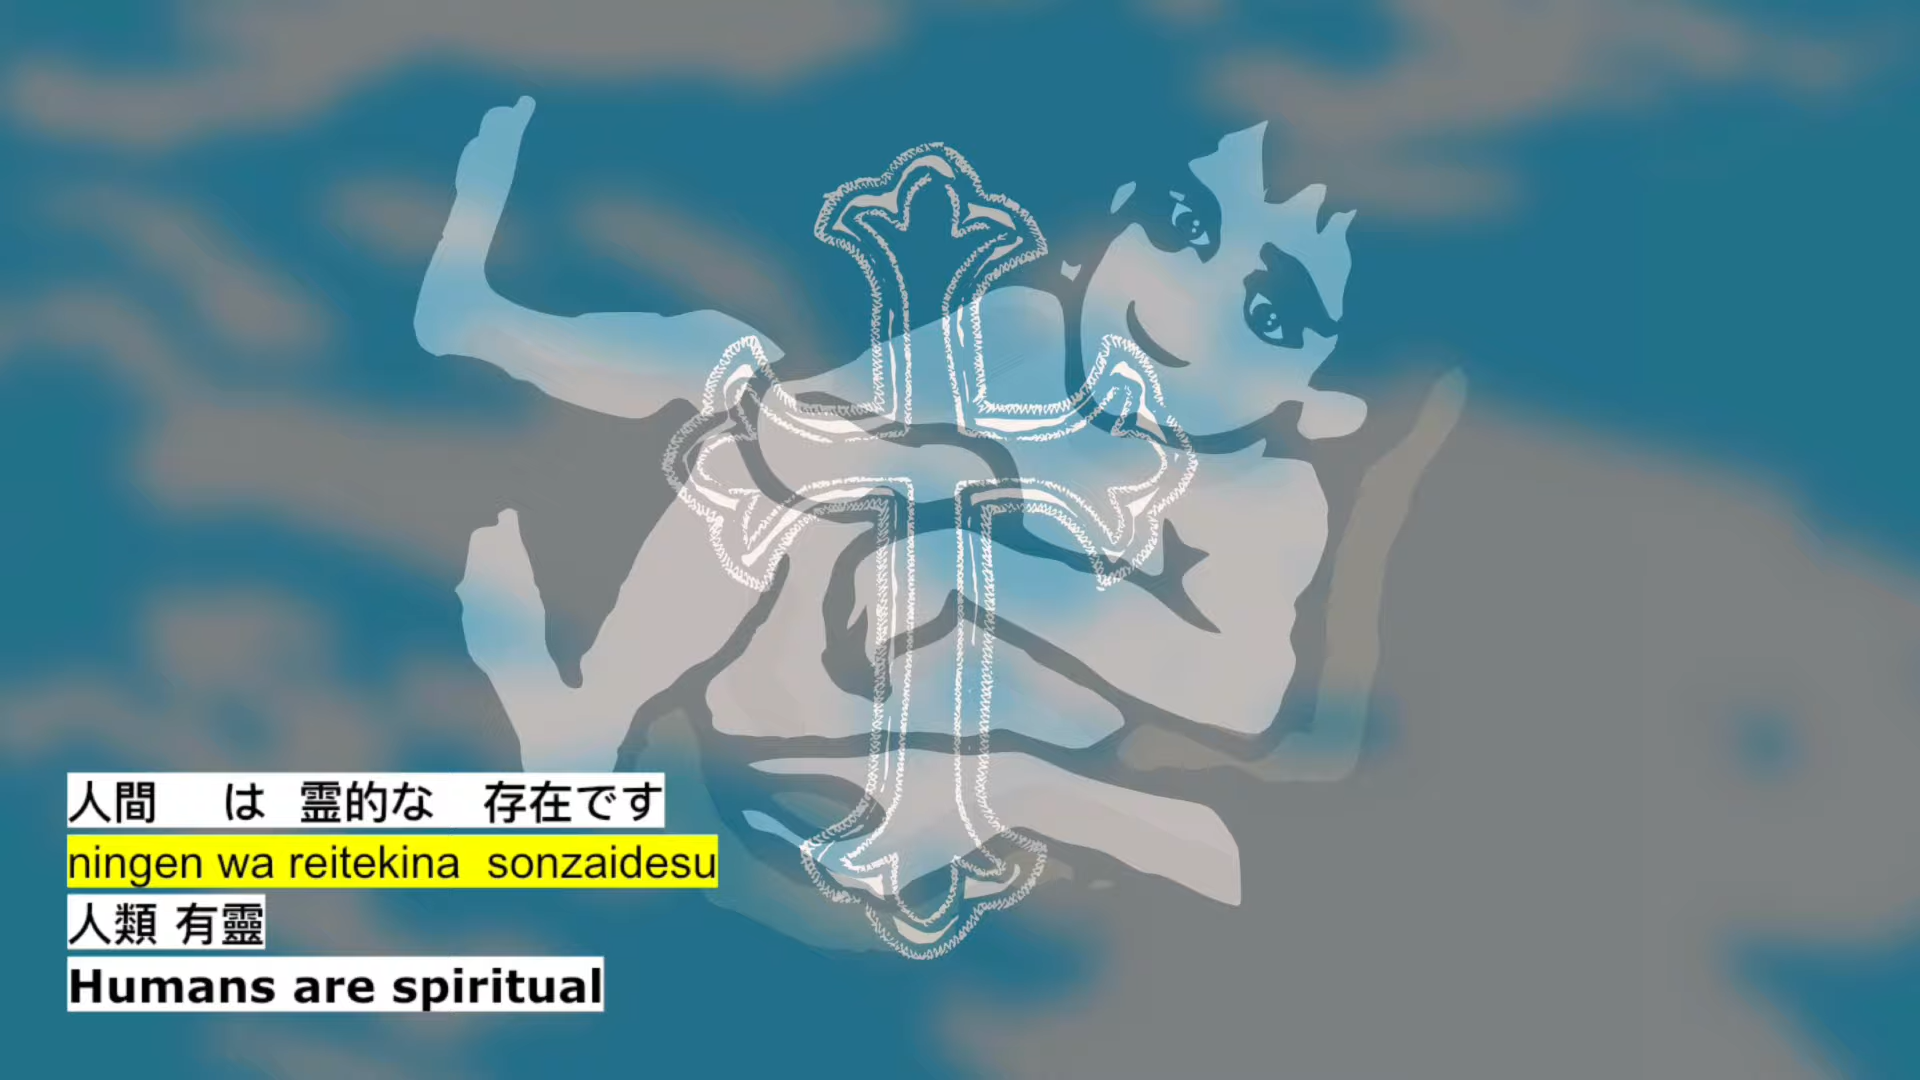 人間 は 霊的な 存在です
ningen wa reitekina sonzaidesu
人類 有靈
Humans are spiritual